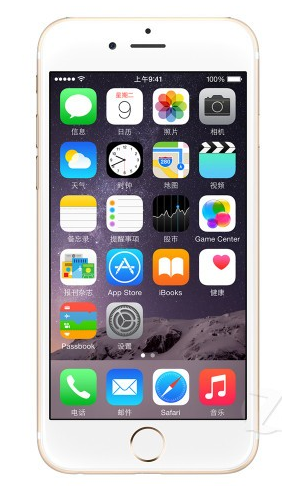 上午9:41 100%
星期二
9
信息 日历 照片 相机
280
天气 时钟 地图 视频
备忘录 提醒事项 股市 Game Center
报刊杂志 App Store iBooks 健康
Passbook 设置
电话 邮件 Safari 音乐